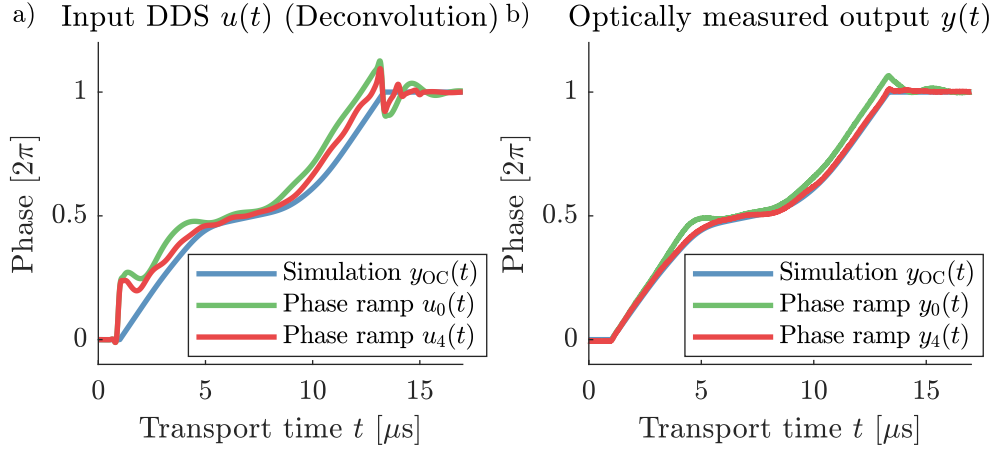 a) Input DDS u(t) (Deconvolution)
1
0.5
0
Phase [2π]
Simulation y_OC(t)
Phase ramp u_0(t)
Phase ramp u_4(t)
0 5 10 15
Transport time t [μs]
b) Optically measured output y(t)
1
0.5
0
Phase [2π]
Simulation y_OC(t)
Phase ramp y_0(t)
Phase ramp y_4(t)
0 5 10 15
Transport time t [μs]